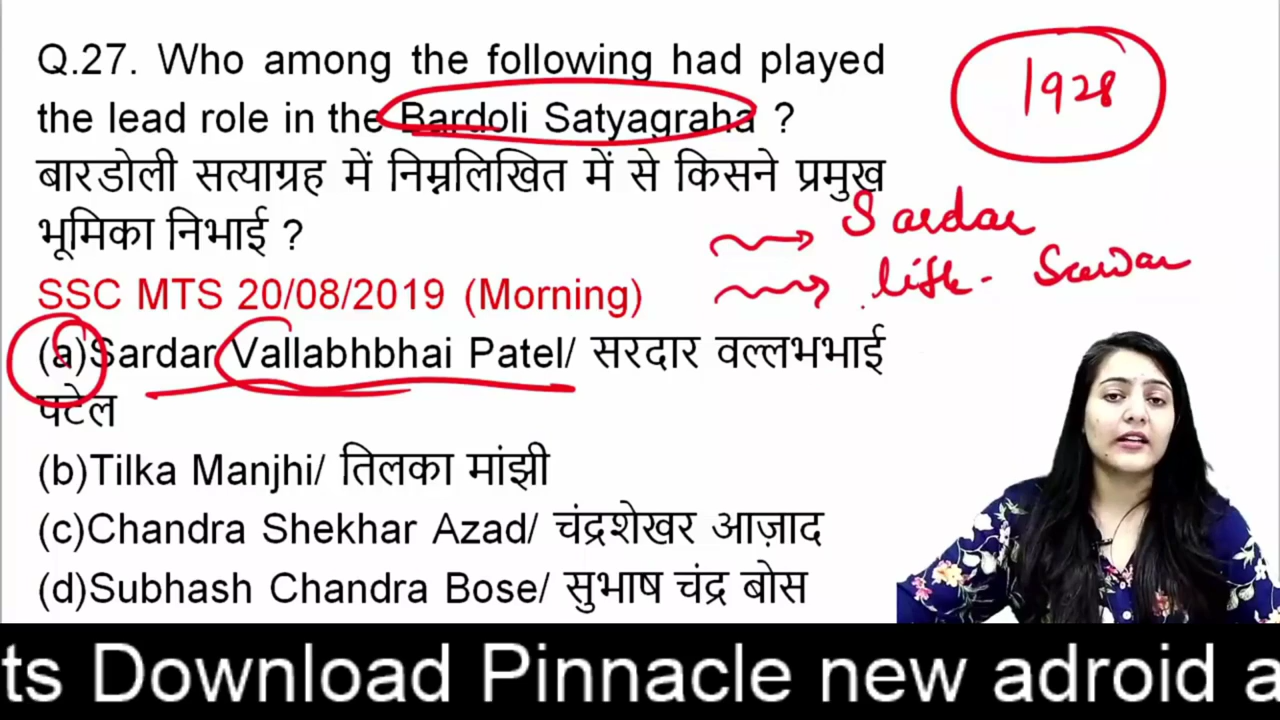 Q.27. Who among the following had played
the lead role in the Bardoli Satyagraha ?
1928
बारडोली सत्याग्रह में निम्नलिखित में से किसने प्रमुख
भूमिका निभाई ?
Sardar
SSC MTS 20/08/2019 (Morning)
(a)Sardar Vallabhbhai Patel/ सरदार वल्लभभाई
पटेल
(b)Tilka Manjhi/ तिलका मांझी
(c)Chandra Shekhar Azad/ चंद्रशेखर आज़ाद
(d)Subhash Chandra Bose/ सुभाष चंद्र बोस
ts Download Pinnacle new adroid a